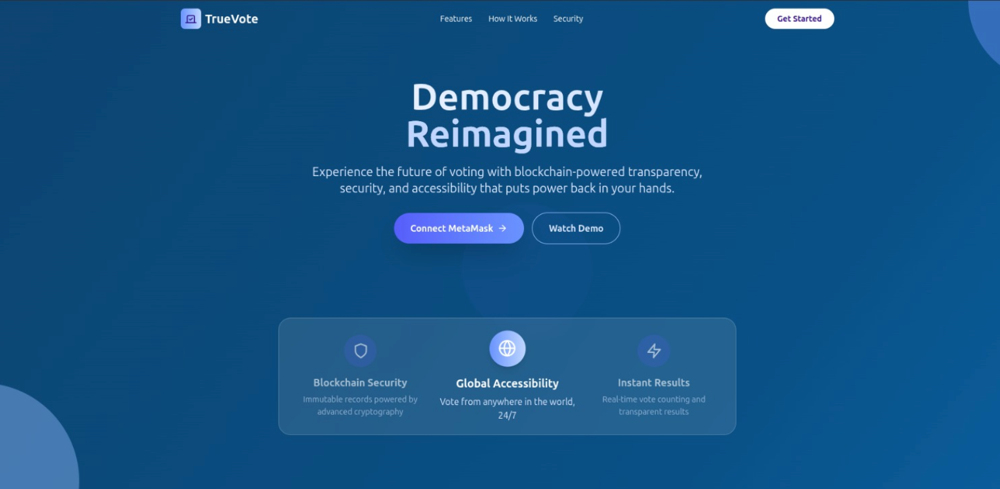 TrueVote
Features
How It Works
Security
Get Started
Democracy
Reimagined
Experience the future of voting with blockchain-powered transparency,
security, and accessibility that puts power back in your hands.
Connect MetaMask →
Watch Demo
Blockchain Security
Immutable records powered by
advanced cryptography
Global Accessibility
Vote from anywhere in the world,
24/7
Instant Results
Real-time vote counting and
transparent results